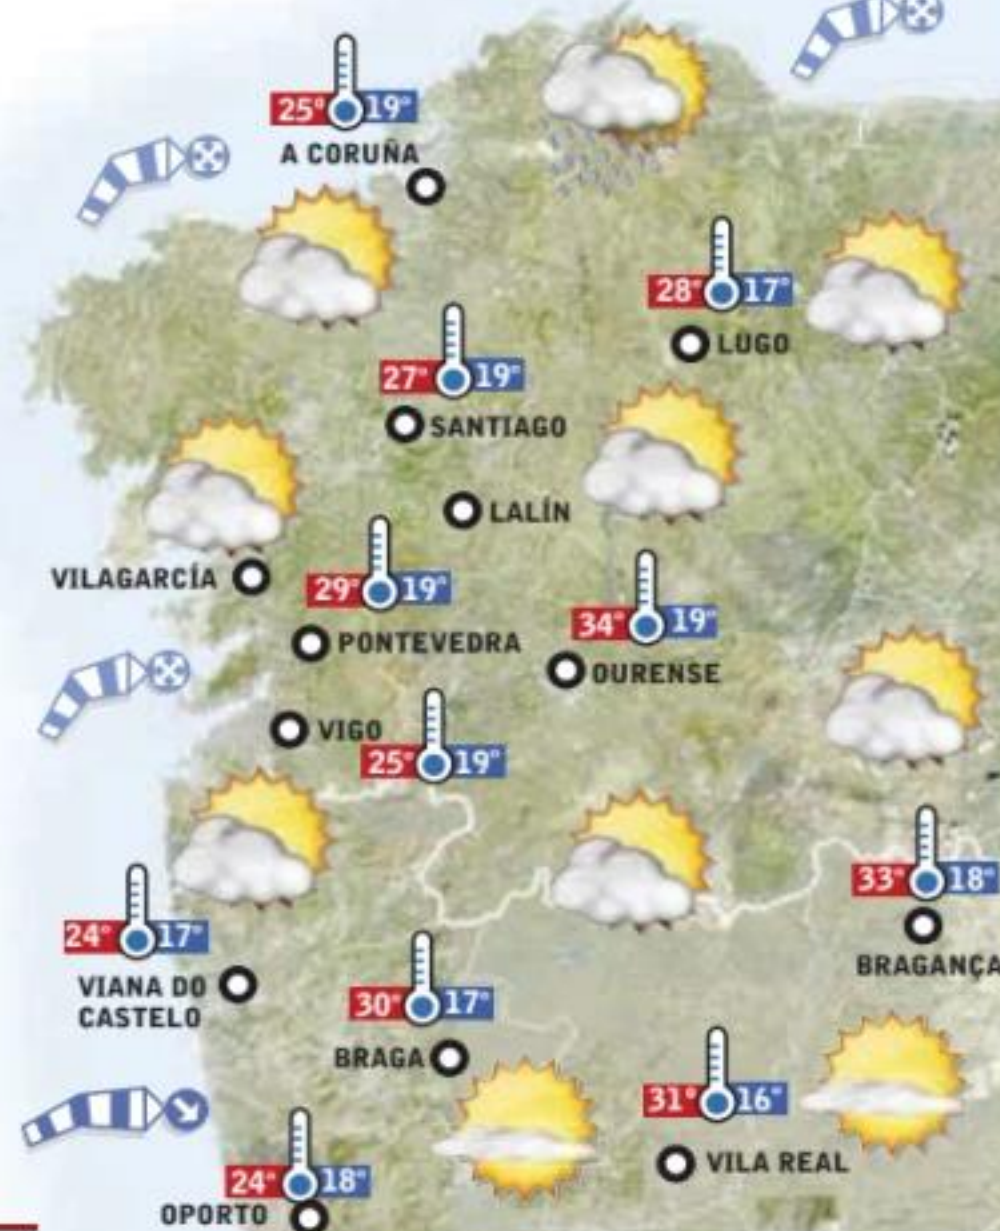 25° 19°
A CORUÑA
28° 17°
LUGO
27° 19°
SANTIAGO
LALÍN
VILAGARCÍA
29° 19°
PONTEVEDRA
34° 19°
OURENSE
VIGO
25° 19°
33° 18°
BRAGANÇA
24° 17°
VIANA DO
CASTELO
30° 17°
BRAGA
31° 16°
VILA REAL
24° 18°
OPORTO